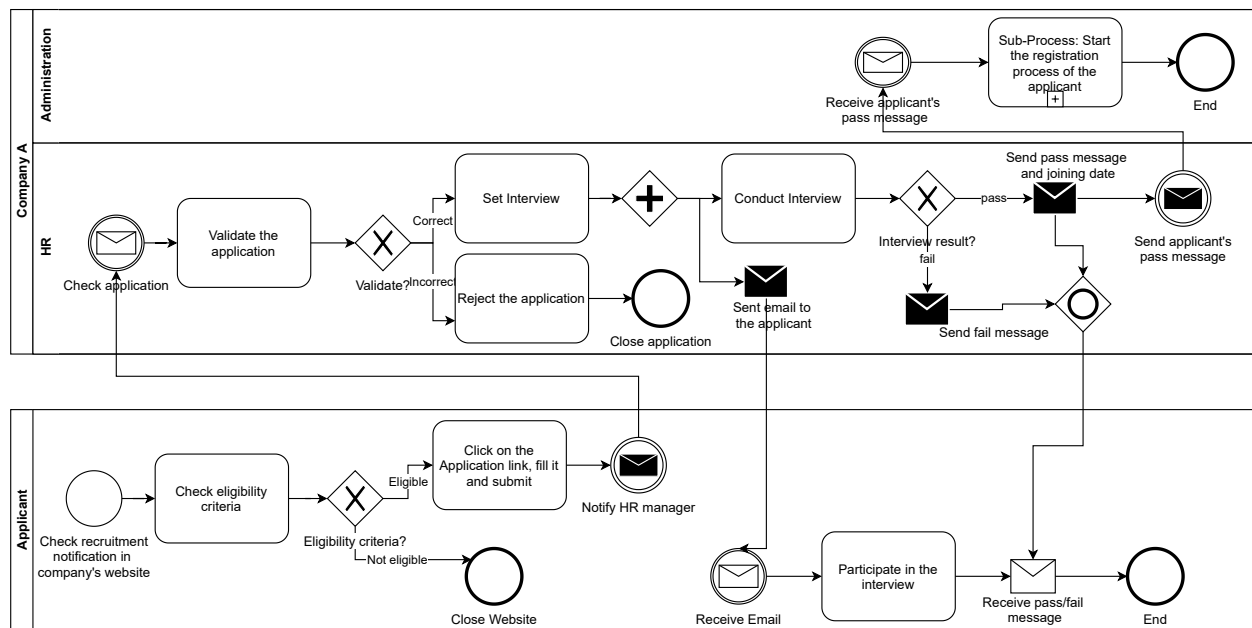 Company A
Administration
Receive applicant's
pass message
Sub-Process: Start
the registration
process of the
applicant
End
HR
Check application
Validate the
application
Validate?
Correct
Incorrect
Set Interview
Reject the application
Close application
Conduct Interview
Sent email to
the applicant
Interview result?
pass
fail
Send pass message
and joining date
Send fail message
Send applicant's
pass message
Applicant
Check recruitment
notification in
company's website
Check eligibility
criteria
Eligibility criteria?
Eligible
Not eligible
Click on the
Application link, fill it
and submit
Notify HR manager
Close Website
Receive Email
Participate in the
interview
Receive pass/fail
message
End